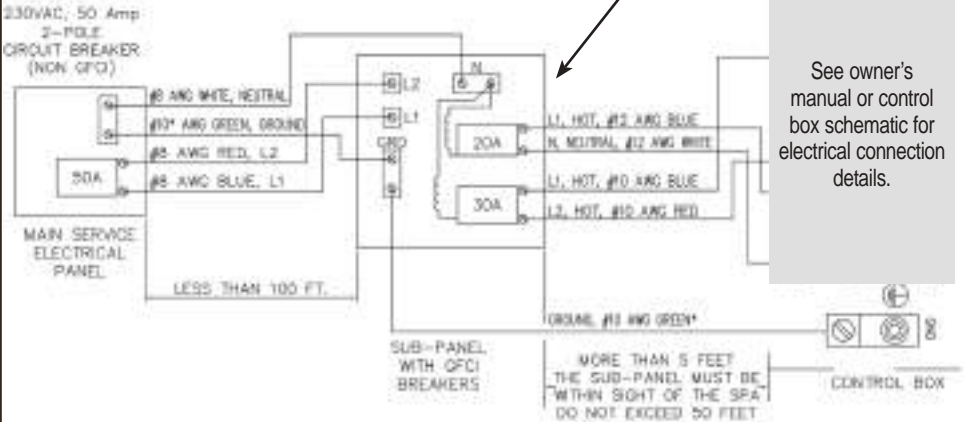 230VAC, 50 Amp
2-POLE
CIRCUIT BREAKER
(NON GFCI)
#8 AWG WHITE, NEUTRAL
#10* AWG GREEN, GROUND
#8 AWG RED, L2
#8 AWG BLUE, L1
50A
MAIN SERVICE
ELECTRICAL
PANEL
LESS THAN 100 FT.
N
L2
L1
GRD
20A
30A
L1, HOT, #12 AWG BLUE
N, NEUTRAL, #12 AWG WHITE
L1, HOT, #10 AWG BLUE
L2, HOT, #10 AWG RED
GROUND, #10 AWG GREEN*
SUB-PANEL
WITH GFCI
BREAKERS
MORE THAN 5 FEET
THE SUB-PANEL MUST BE
WITHIN SIGHT OF THE SPA
DO NOT EXCEED 50 FEET
See owner's
manual or control
box schematic for
electrical connection
details.
CONTROL BOX